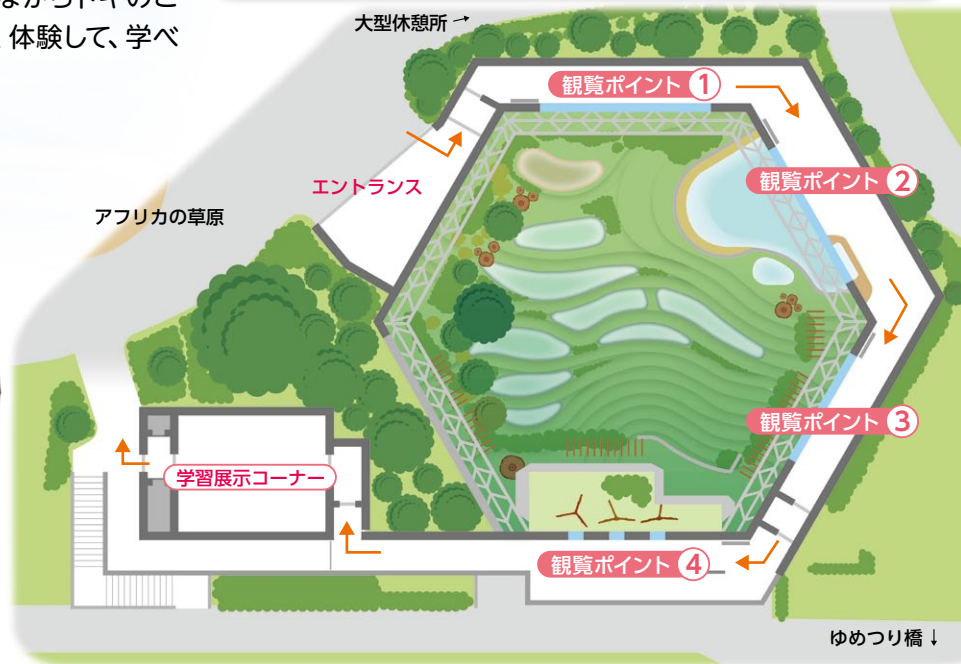 体験して、学べ
大型休憩所→
観覧ポイント①
観覧ポイント②
エントランス
アフリカの草原
観覧ポイント③
学習展示コーナー
観覧ポイント④
ゆめつり橋↓